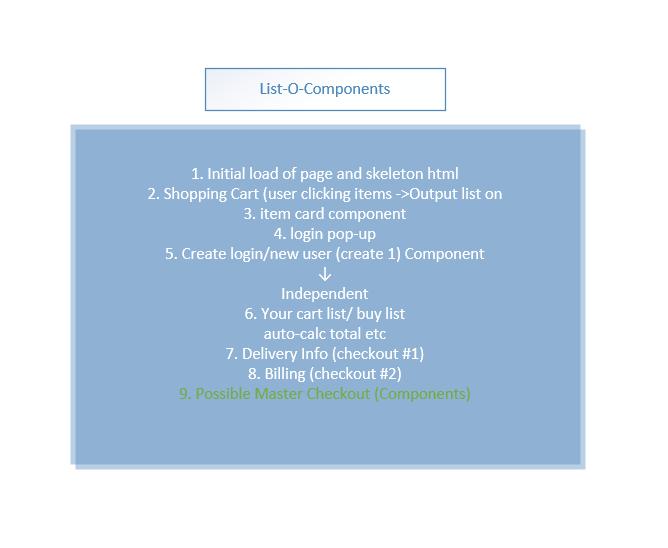 List-O-Components
1. Initial load of page and skeleton html
2. Shopping Cart (user clicking items ->Output list on
3. item card component
4. login pop-up
5. Create login/new user (create 1) Component
↓
Independent
6. Your cart list/ buy list
auto-calc total etc
7. Delivery Info (checkout #1)
8. Billing (checkout #2)
9. Possible Master Checkout (Components)